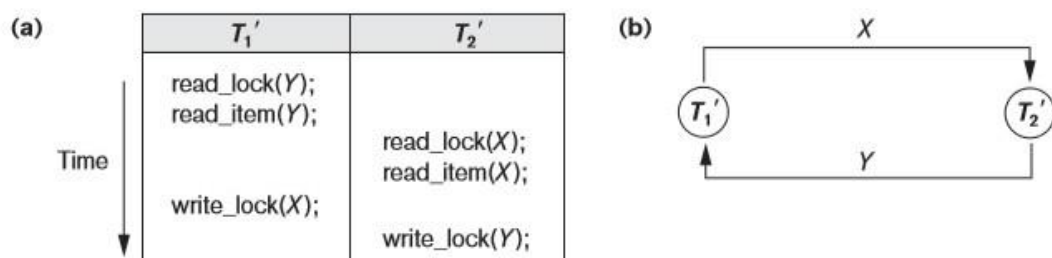 (a)
T₁′ T₂′
read_lock(Y);
read_item(Y);
read_lock(X);
Time
read_item(X);
write_lock(X);
write_lock(Y);
(b)
X
T₁′ T₂′
Y